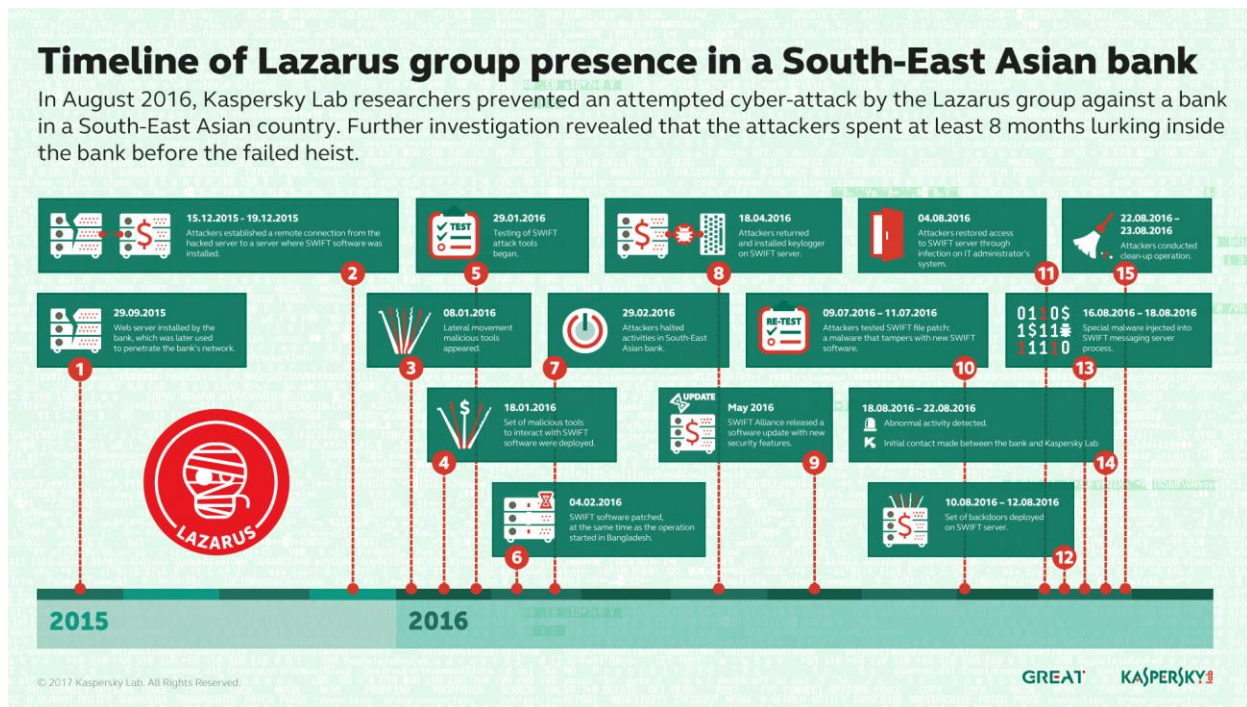 Timeline of Lazarus group presence in a South-East Asian bank
In August 2016, Kaspersky Lab researchers prevented an attempted cyber-attack by the Lazarus group against a bank
in a South-East Asian country. Further investigation revealed that the attackers spent at least 8 months lurking inside
the bank before the failed heist.
15.12.2015 - 19.12.2015
Attackers established a remote connection from the
hacked server to a server where SWIFT software was
installed.
2
TEST
29.01.2016
Testing of SWIFT
attack tools
began.
5
18.04.2016
Attackers returned
and installed keylogger
on SWIFT server.
8
04.08.2016
Attackers restored access
to SWIFT server through
infection on IT administrator's
system.
11
22.08.2016 –
23.08.2016
Attackers conducted
clean-up operation.
15
29.09.2015
Web server installed by the
bank, which was later used
to penetrate the bank's network.
1
08.01.2016
Lateral movement
malicious tools
appeared.
3
29.02.2016
Attackers halted
activities in South-East
Asian bank.
7
RE-TEST
09.07.2016 – 11.07.2016
Attackers tested SWIFT file patch:
a malware that tampers with new SWIFT
software.
10
0110$
1$11
11110
16.08.2016 – 18.08.2016
Special malware injected into
SWIFT messaging server
process.
13
18.01.2016
Set of malicious tools
to interact with SWIFT
software were deployed.
4
UPDATE
May 2016
SWIFT Alliance released a
software update with new
security features.
9
18.08.2016 – 22.08.2016
Abnormal activity detected.
Initial contact made between the bank and Kaspersky Lab
14
04.02.2016
SWIFT software patched,
at the same time as the operation
started in Bangladesh.
6
10.08.2016 – 12.08.2016
Set of backdoors deployed
on SWIFT server.
12
LAZARUS
2015
2016
© 2017 Kaspersky Lab. All Rights Reserved.
GREAT
KASPERSKY lab